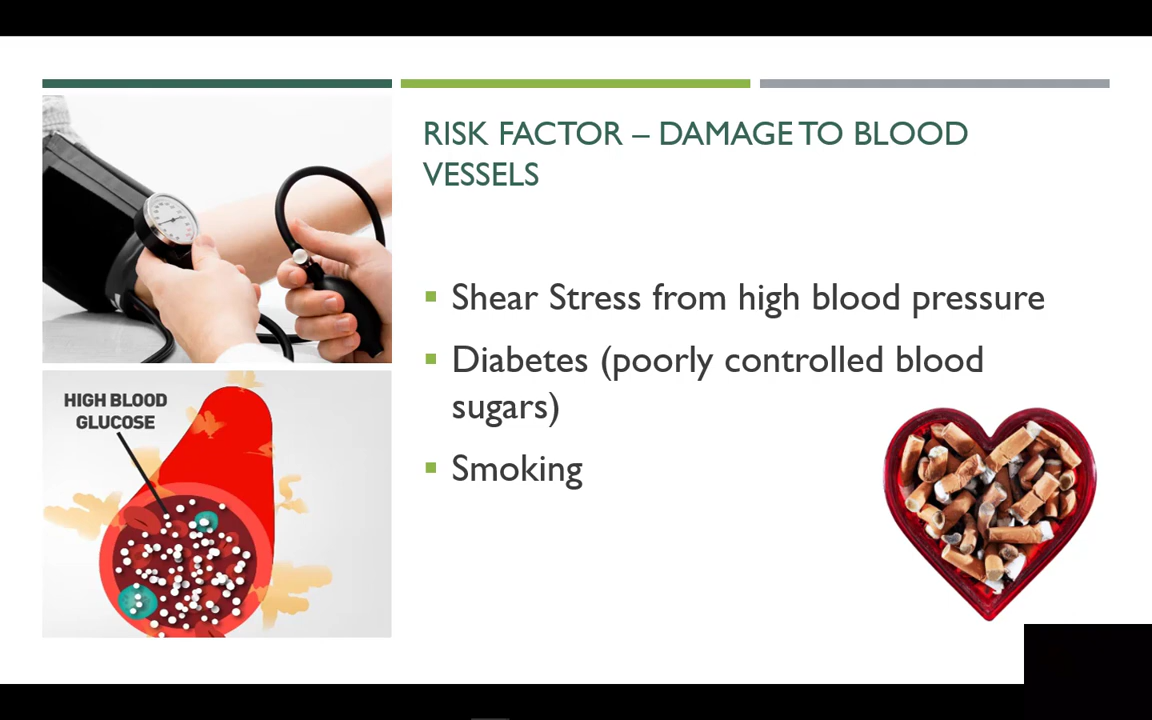 RISK FACTOR – DAMAGE TO BLOOD
VESSELS
Shear Stress from high blood pressure
Diabetes (poorly controlled blood
sugars)
Smoking
HIGH BLOOD
GLUCOSE